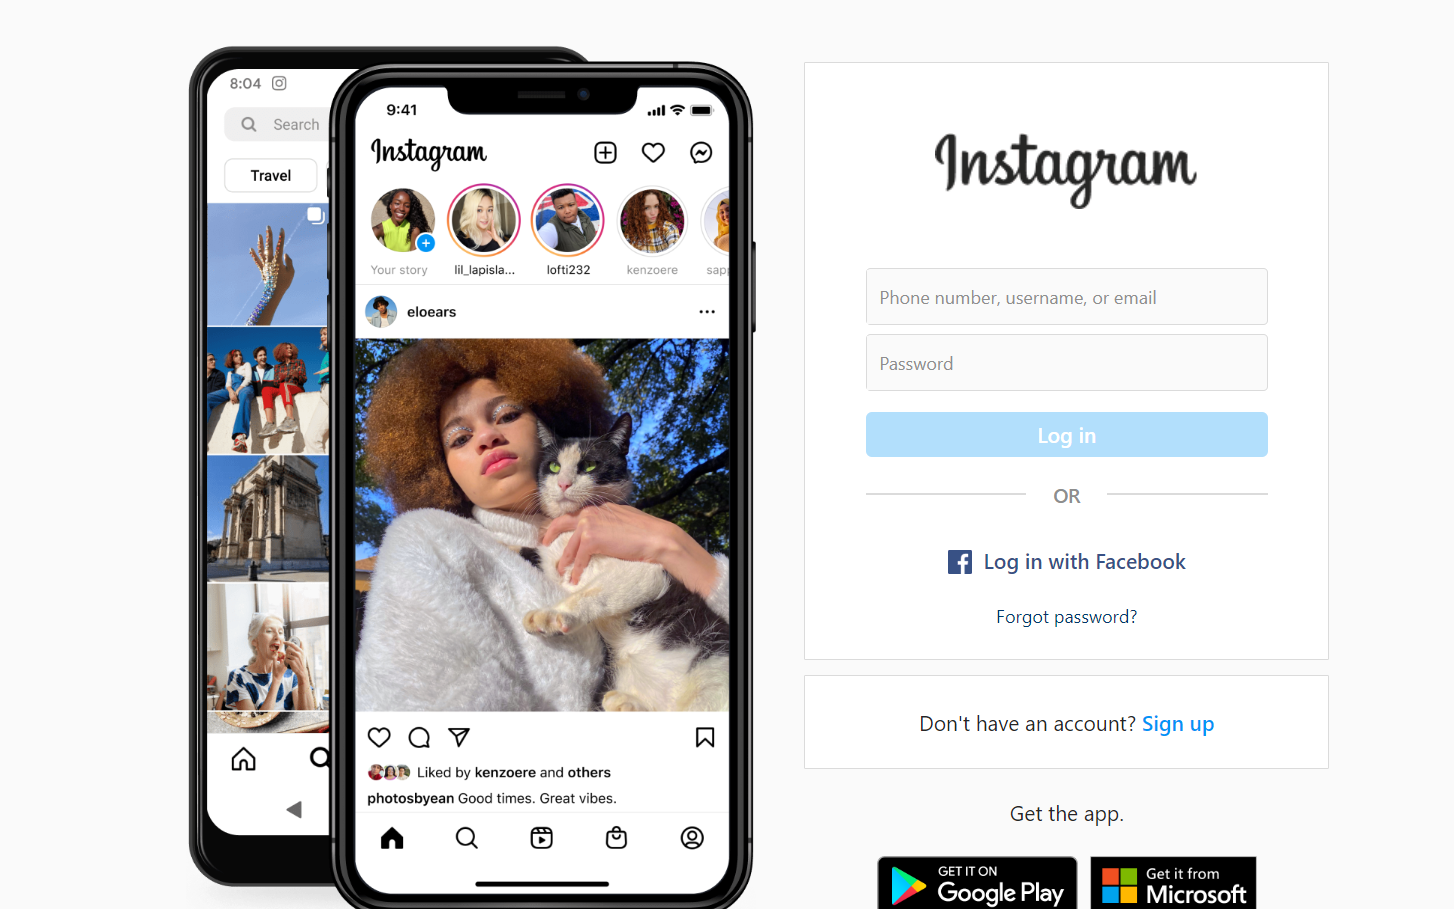 8:04
Search
Travel
9:41
Instagram
Your story
lil_lapisla...
lofti232
kenzoere
sapp
eloears
Liked by kenzoere and others
photosbyean Good times. Great vibes.
Instagram
Phone number, username, or email
Password
Log in
OR
Log in with Facebook
Forgot password?
Don't have an account? Sign up
Get the app.
GET IT ON
Google Play
Get it from
Microsoft